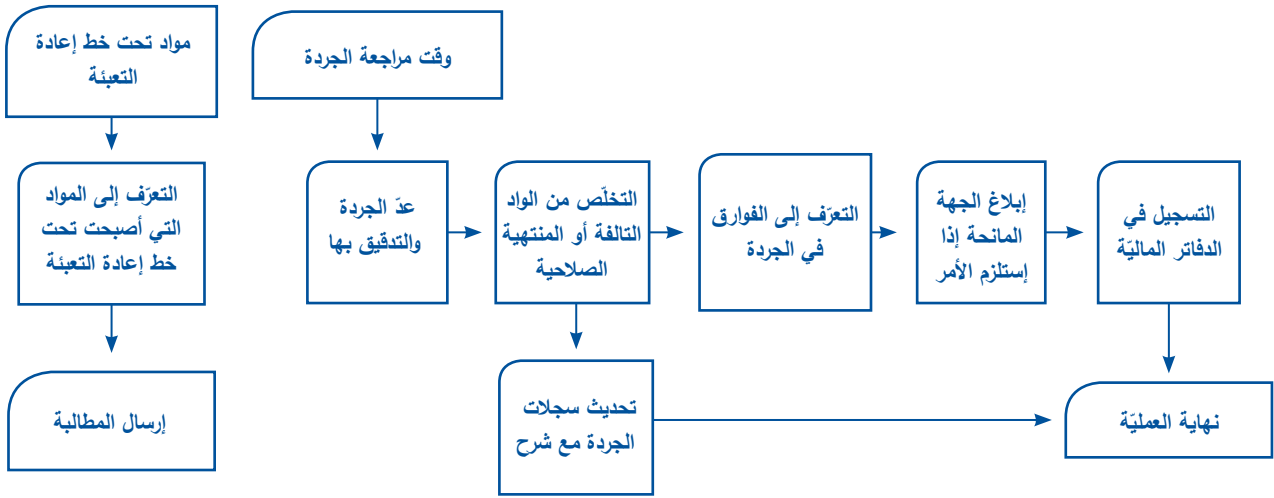 مواد تحت خط إعادة
التعبئة
التعرّف إلى المواد
التي أصبحت تحت
خط إعادة التعبئة
إرسال المطالبة
وقت مراجعة الجردة
عدّ الجردة
والتدقيق بها
التخلّص من الواد
التالفة أو المنتهية
الصلاحية
تحديث سجلات
الجردة مع شرح
التعرّف إلى الفوارق
في الجردة
إبلاغ الجهة
المانحة إذا
إستلزم الأمر
التسجيل في
الدفاتر الماليّة
نهاية العمليّة